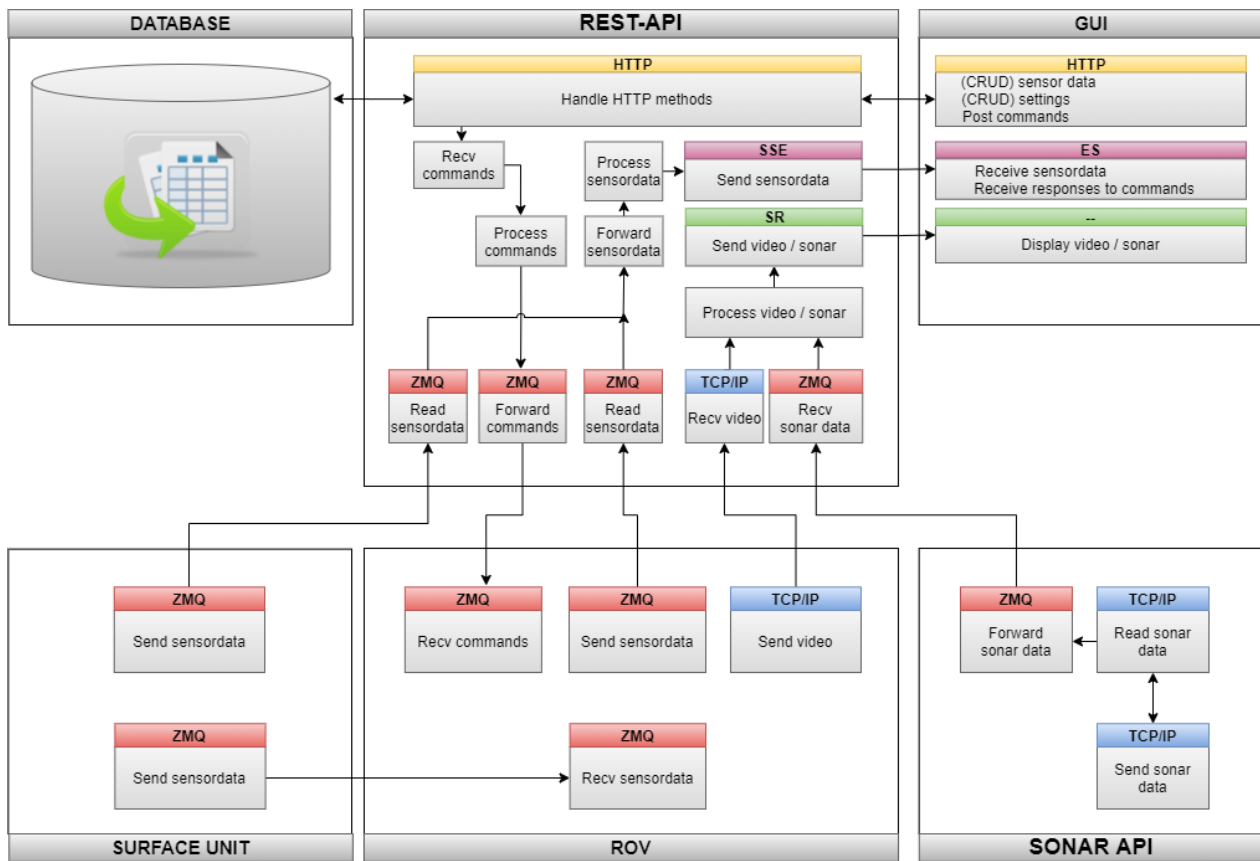 DATABASE
REST-API
HTTP
Handle HTTP methods
Recv
commands
Process
commands
Process
sensordata
Forward
sensordata
SSE
Send sensordata
SR
Send video / sonar
Process video / sonar
ZMQ
Read
sensordata
ZMQ
Forward
commands
ZMQ
Read
sensordata
TCP/IP
Recv video
ZMQ
Recv
sonar data
GUI
HTTP
(CRUD) sensor data
(CRUD) settings
Post commands
ES
Receive sensordata
Receive responses to commands
--
Display video / sonar
ZMQ
Send sensordata
ZMQ
Send sensordata
SURFACE UNIT
ZMQ
Recv commands
ZMQ
Send sensordata
TCP/IP
Send video
ZMQ
Recv sensordata
ROV
ZMQ
Forward
sonar data
TCP/IP
Read sonar
data
TCP/IP
Send sonar
data
SONAR API